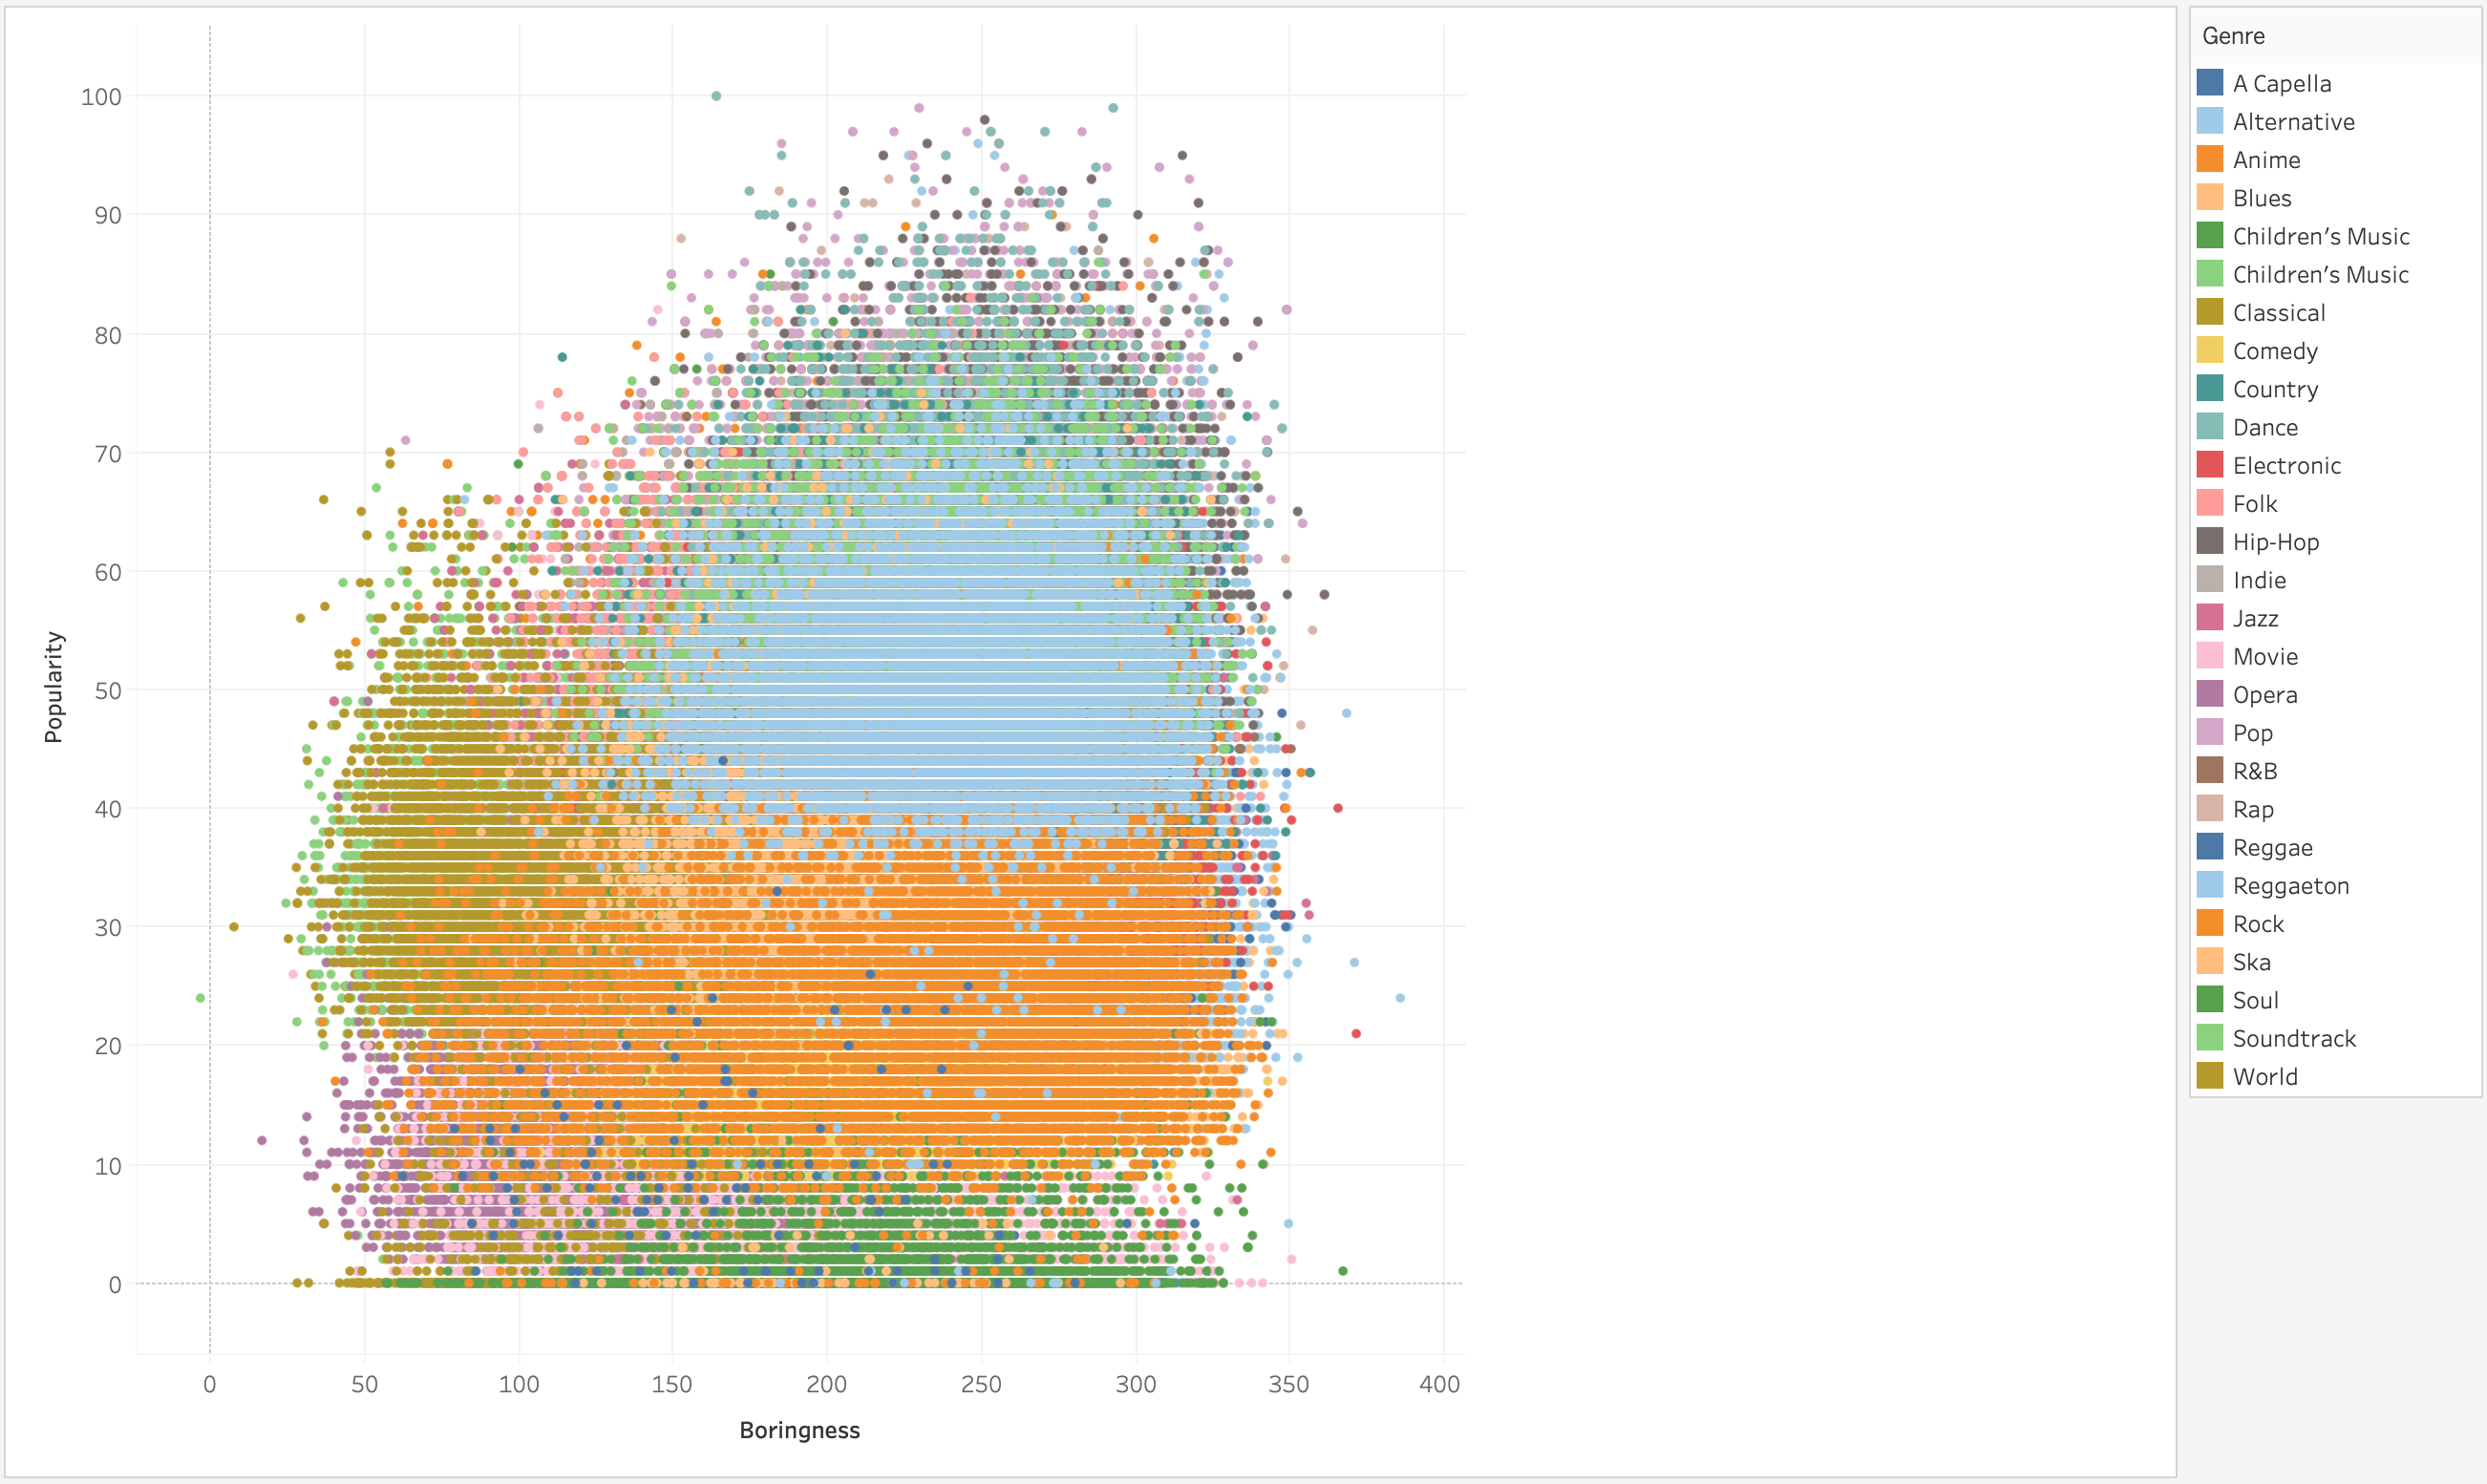 Genre
A Capella
Alternative
Anime
Blues
Children’s Music
Children’s Music
Classical
Comedy
Country
Dance
Electronic
Folk
Hip-Hop
Indie
Jazz
Movie
Opera
Pop
R&B
Rap
Reggae
Reggaeton
Rock
Ska
Soul
Soundtrack
World
Popularity
100
90
80
70
60
50
40
30
20
10
0
0 50 100 150 200 250 300 350 400
Boringness